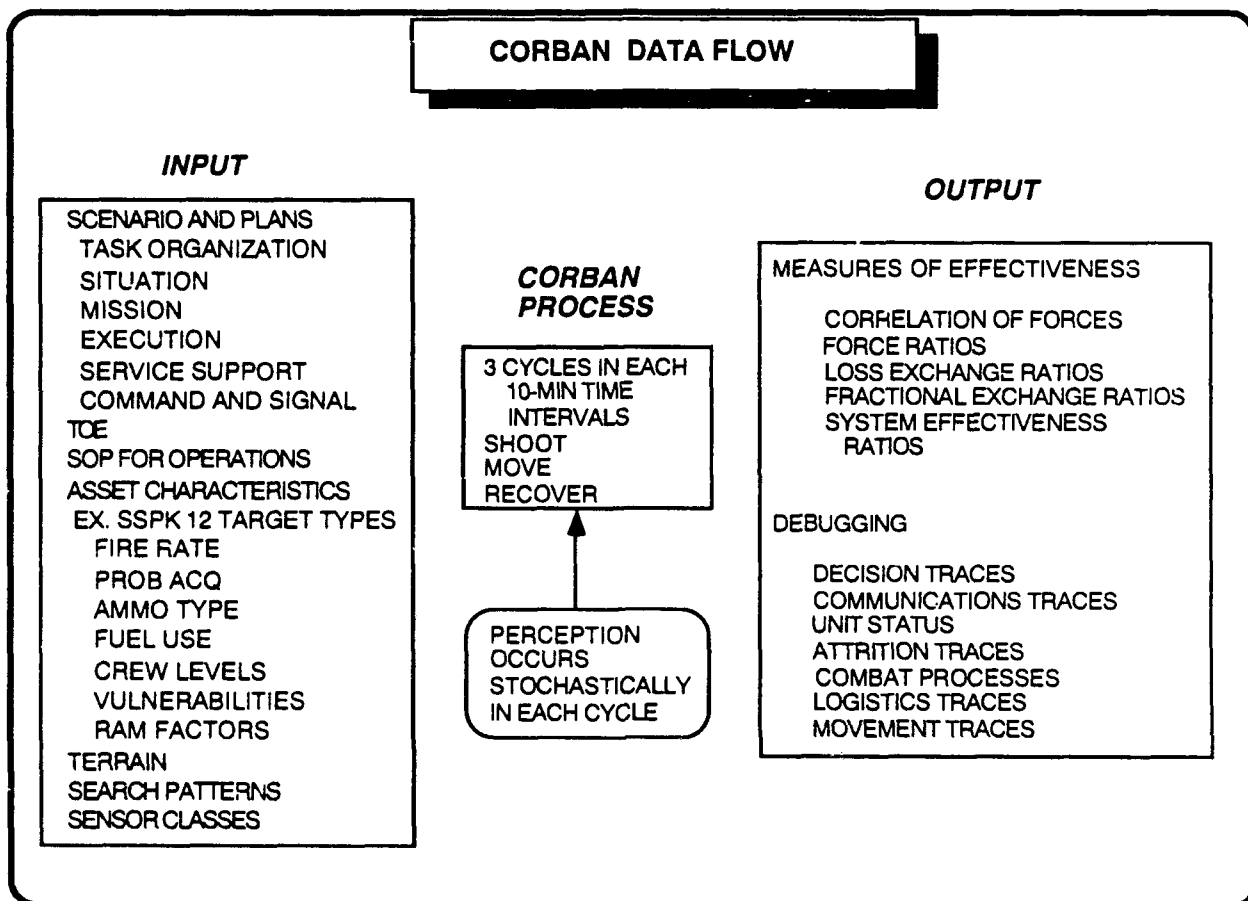 CORBAN DATA FLOW
INPUT
SCENARIO AND PLANS
TASK ORGANIZATION
SITUATION
MISSION
EXECUTION
SERVICE SUPPORT
COMMAND AND SIGNAL
TOE
SOP FOR OPERATIONS
ASSET CHARACTERISTICS
EX. SSPK 12 TARGET TYPES
FIRE RATE
PROB ACQ
AMMO TYPE
FUEL USE
CREW LEVELS
VULNERABILITIES
RAM FACTORS
TERRAIN
SEARCH PATTERNS
SENSOR CLASSES
CORBAN
PROCESS
3 CYCLES IN EACH
10-MIN TIME
INTERVALS
SHOOT
MOVE
RECOVER
PERCEPTION
OCCURS
STOCHASTICALLY
IN EACH CYCLE
OUTPUT
MEASURES OF EFFECTIVENESS
CORRELATION OF FORCES
FORCE RATIOS
LOSS EXCHANGE RATIOS
FRACTIONAL EXCHANGE RATIOS
SYSTEM EFFECTIVENESS
RATIOS
DEBUGGING
DECISION TRACES
COMMUNICATIONS TRACES
UNIT STATUS
ATTRITION TRACES
COMBAT PROCESSES
LOGISTICS TRACES
MOVEMENT TRACES